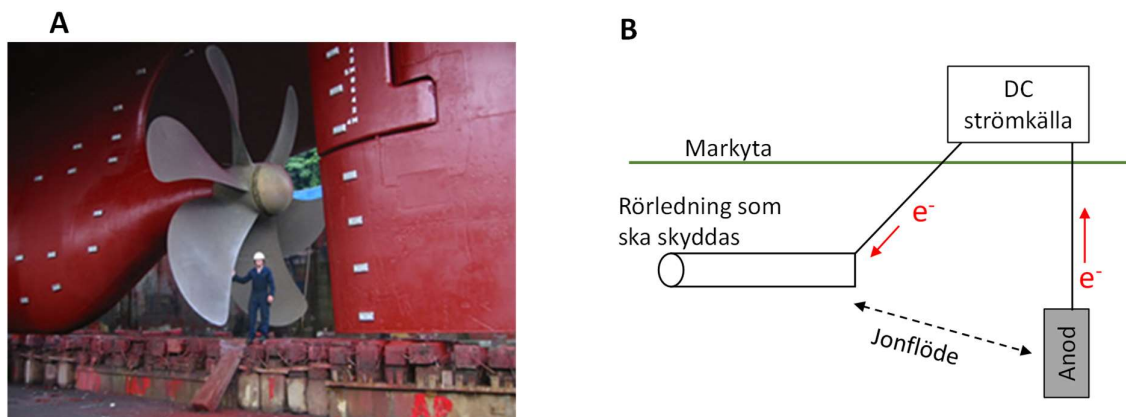 A
B
DC
strömkälla
Markyta
Rörledning som
ska skyddas
e-
e-
Jonflöde
Anod